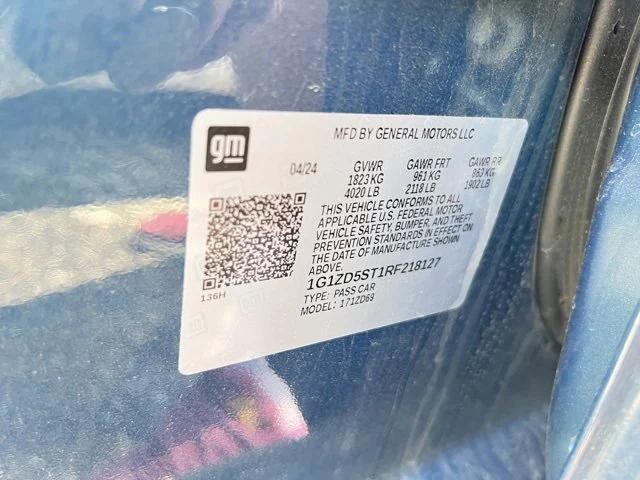 gm
MFD BY GENERAL MOTORS LLC
04/24 GVWR GAWR FRT GAWR RR
1823 KG 961 KG 863 KG
4020 LB 2118 LB 1902 LB
THIS VEHICLE CONFORMS TO ALL
APPLICABLE U.S. FEDERAL MOTOR
VEHICLE SAFETY, BUMPER, AND THEFT
PREVENTION STANDARDS IN EFFECT ON
THE DATE OF MANUFACTURE SHOWN
ABOVE.
1G1ZD5ST1RF218127
TYPE: PASS CAR
MODEL: 171ZD69
136H